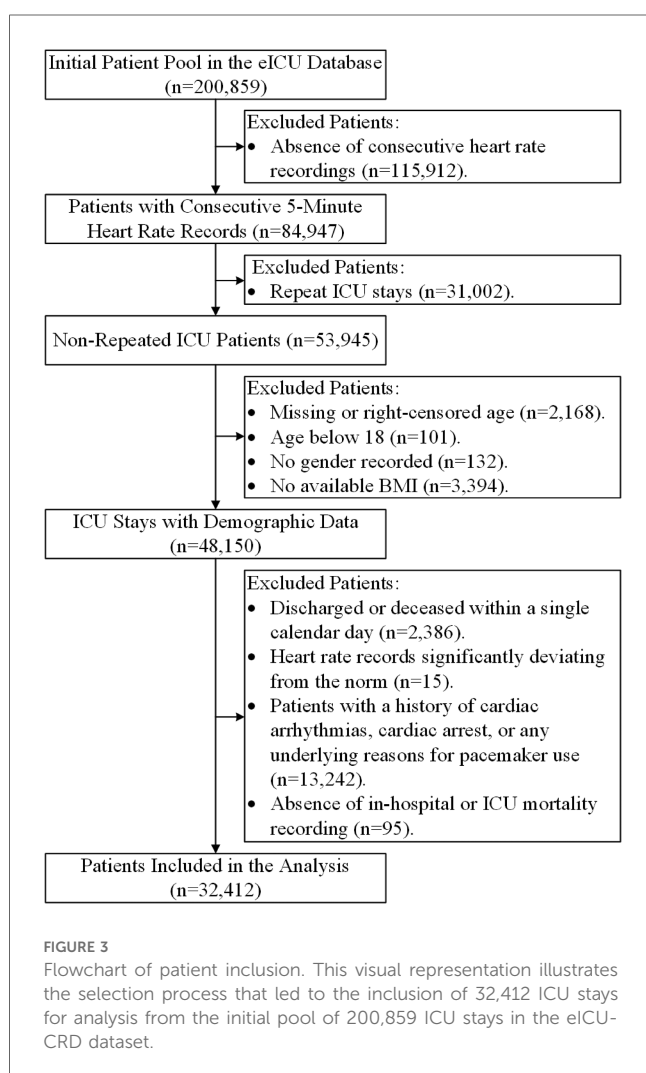 Initial Patient Pool in the eICU Database
(n=200,859)
Excluded Patients:
• Absence of consecutive heart rate
recordings (n=115,912).
Patients with Consecutive 5-Minute
Heart Rate Records (n=84,947)
Excluded Patients:
• Repeat ICU stays (n=31,002).
Non-Repeated ICU Patients (n=53,945)
Excluded Patients:
• Missing or right-censored age (n=2,168).
• Age below 18 (n=101).
• No gender recorded (n=132).
• No available BMI (n=3,394).
ICU Stays with Demographic Data
(n=48,150)
Excluded Patients:
• Discharged or deceased within a single
calendar day (n=2,386).
• Heart rate records significantly deviating
from the norm (n=15).
• Patients with a history of cardiac
arrhythmias, cardiac arrest, or any
underlying reasons for pacemaker use
(n=13,242).
• Absence of in-hospital or ICU mortality
recording (n=95).
Patients Included in the Analysis
(n=32,412)
FIGURE 3
Flowchart of patient inclusion. This visual representation illustrates
the selection process that led to the inclusion of 32,412 ICU stays
for analysis from the initial pool of 200,859 ICU stays in the eICU-
CRD dataset.